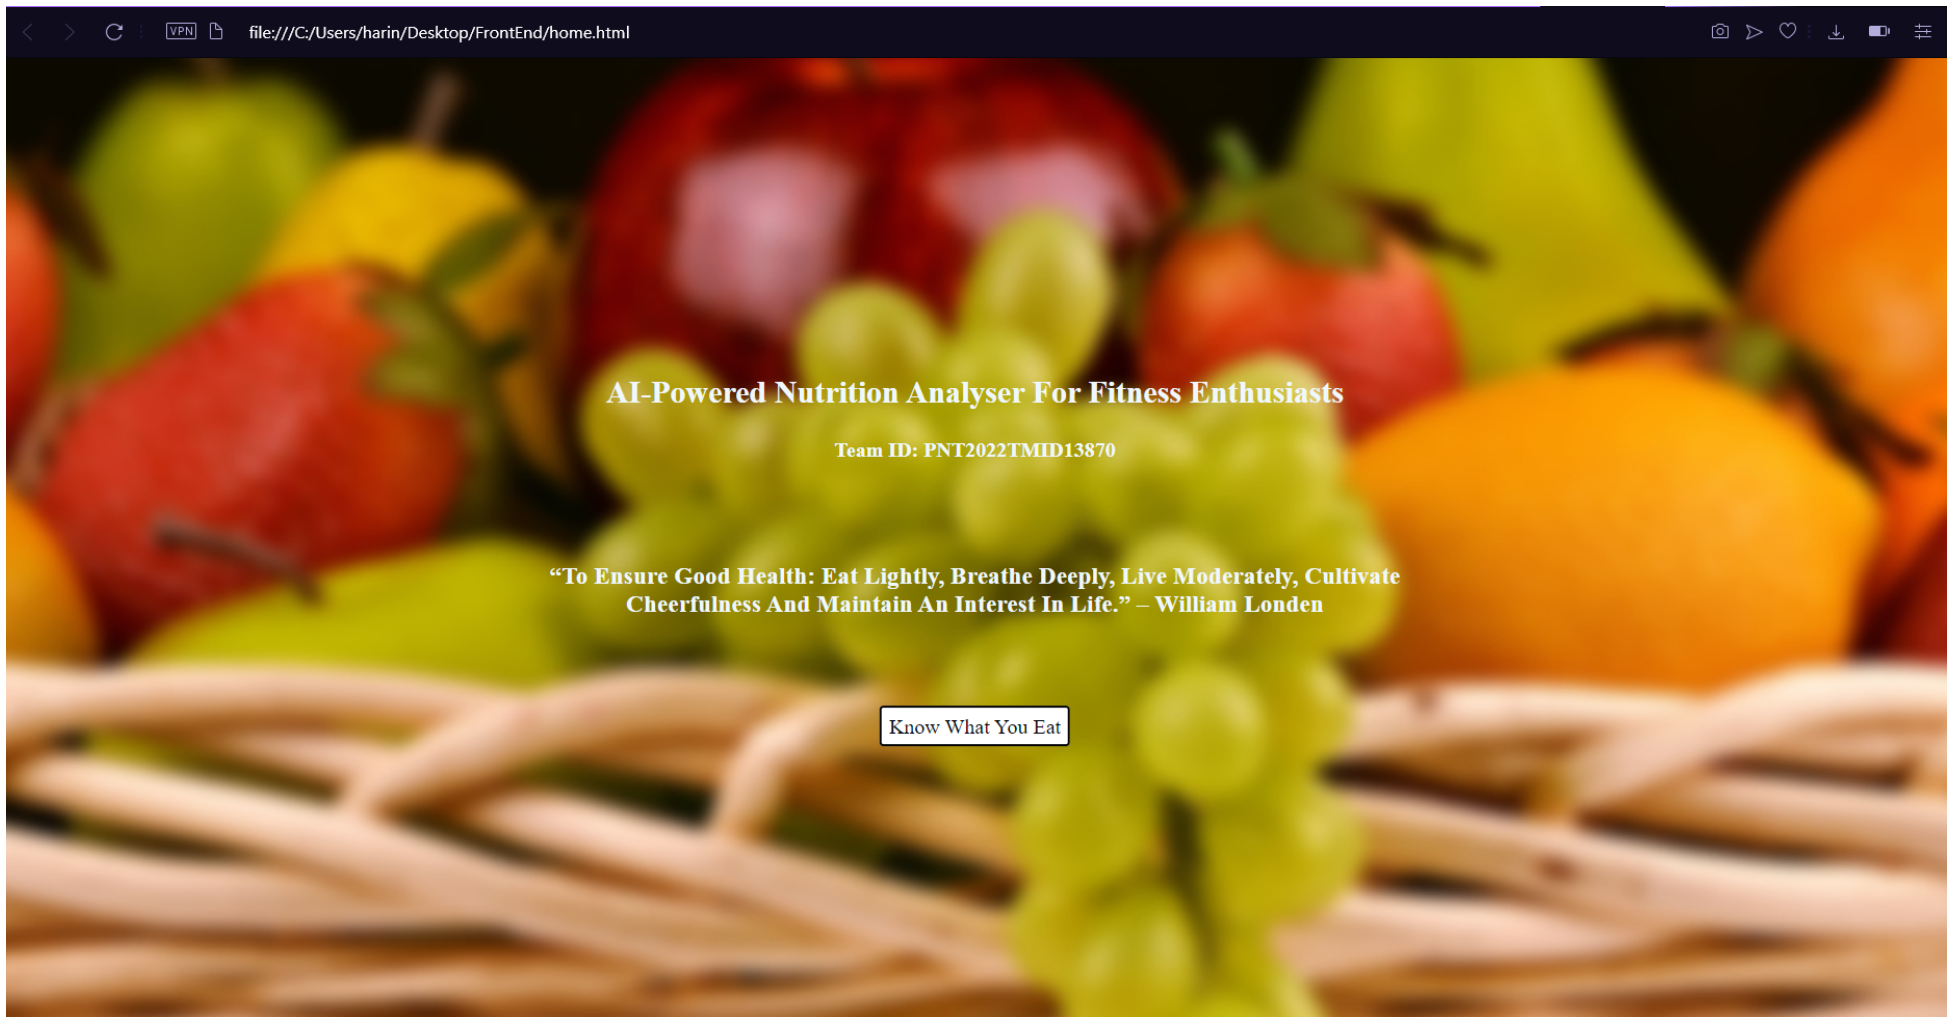 VPN
file:///C:/Users/harin/Desktop/FrontEnd/home.html
AI-Powered Nutrition Analyser For Fitness Enthusiasts
Team ID: PNT2022TMID13870
“To Ensure Good Health: Eat Lightly, Breathe Deeply, Live Moderately, Cultivate
Cheerfulness And Maintain An Interest In Life.” – William Londen
Know What You Eat